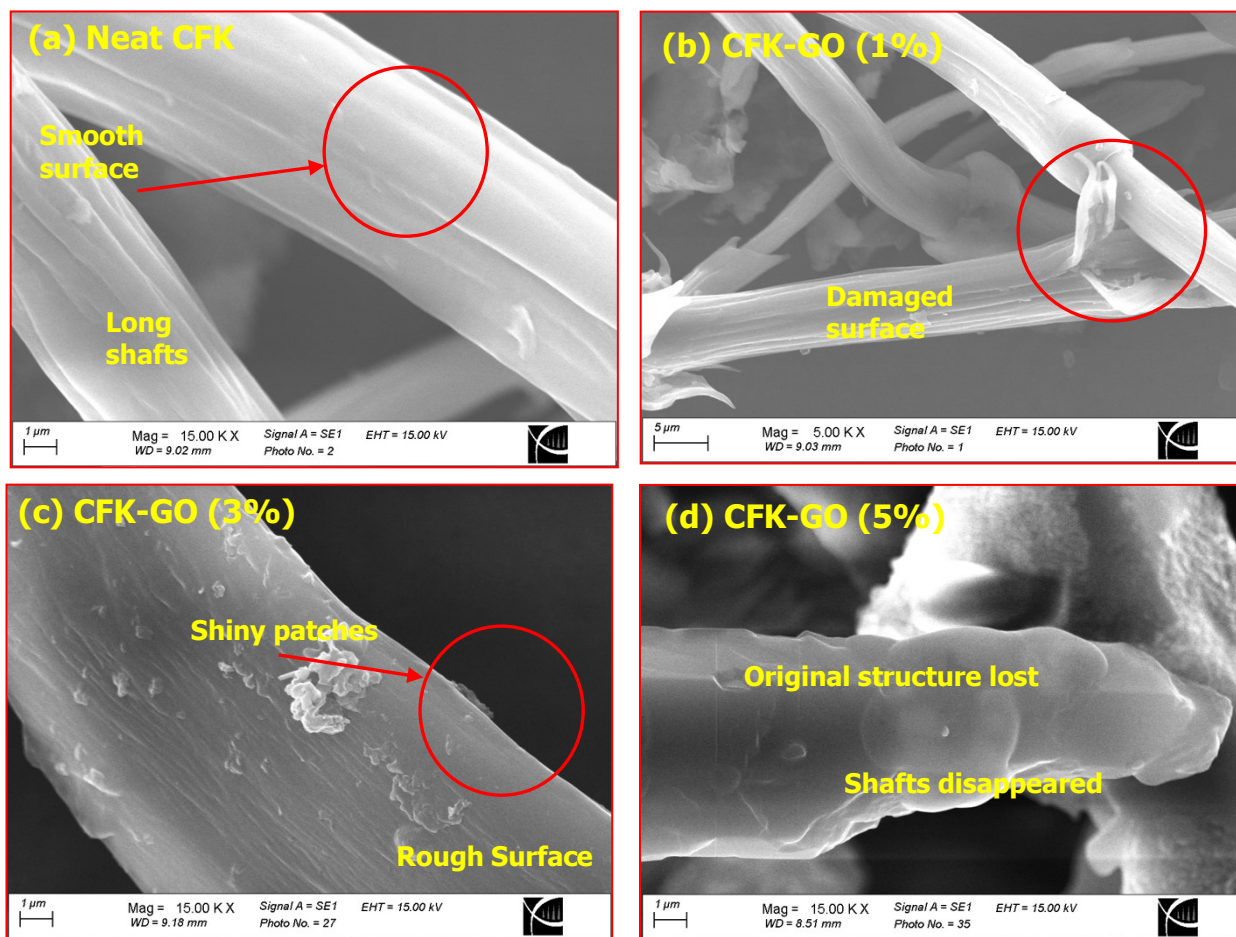 (a) Neat CFK
Smooth
surface
Long
shafts
1 µm
Mag = 15.00 K X
WD = 9.02 mm
Signal A = SE1
Photo No. = 2
EHT = 15.00 kV
(b) CFK-GO (1%)
Damaged
surface
5 µm
Mag = 5.00 K X
WD = 9.03 mm
Signal A = SE1
Photo No. = 1
EHT = 15.00 kV
(c) CFK-GO (3%)
Shiny patches
Rough Surface
1 µm
Mag = 15.00 K X
WD = 9.18 mm
Signal A = SE1
Photo No. = 27
EHT = 15.00 kV
(d) CFK-GO (5%)
Original structure lost
Shafts disappeared
1 µm
Mag = 15.00 K X
WD = 8.51 mm
Signal A = SE1
Photo No. = 35
EHT = 15.00 kV